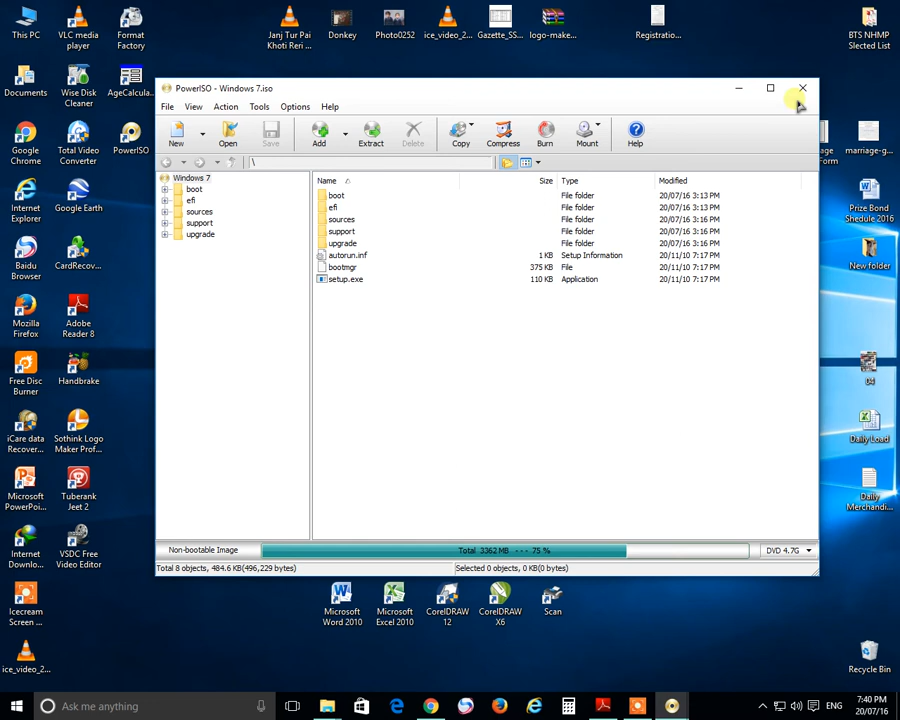 This PC
VLC media
player
Format
Factory
Janj Tur Pai
Khoti Reri ...
Donkey
Photo0252
ice_video_2...
Gazette_SS...
logo-make...
Registratio...
BTS NHMP
Slected List
Documents
Wise Disk
Cleaner
AgeCalcula...
Google
Chrome
Total Video
Converter
PowerISO
Form
marriage-g...
Internet
Explorer
Google Earth
Prize Bond
Shedule 2016
Baidu
Browser
CardRecov...
New folder
Mozilla
Firefox
Adobe
Reader 8
Free Disc
Burner
Handbrake
04
iCare data
Recover...
Sothink Logo
Maker Prof...
Daily Load
Microsoft
PowerPoi...
Tuberank
Jeet 2
Daily
Merchandi...
Internet
Downlo...
VSDC Free
Video Editor
Icecream
Screen ...
Microsoft
Word 2010
Microsoft
Excel 2010
CorelDRAW
12
CorelDRAW
X6
Scan
ice_video_2...
Recycle Bin
PowerISO - Windows 7.iso
File View Action Tools Options Help
New Open Save Add Extract Delete Copy Compress Burn Mount Help
\
Windows 7
boot
efi
sources
support
upgrade
Name Size Type Modified
boot File folder 20/07/16 3:13 PM
efi File folder 20/07/16 3:13 PM
sources File folder 20/07/16 3:16 PM
support File folder 20/07/16 3:16 PM
upgrade File folder 20/07/16 3:16 PM
autorun.inf 1 KB Setup Information 20/11/10 7:17 PM
bootmgr 375 KB File 20/11/10 7:17 PM
setup.exe 110 KB Application 20/11/10 7:17 PM
Non-bootable Image Total 3362 MB --- 75 % DVD 4.7G
Total 8 objects, 484.6 KB(496,229 bytes) Selected 0 objects, 0 KB(0 bytes)
Ask me anything
ENG
7:40 PM
20/07/16